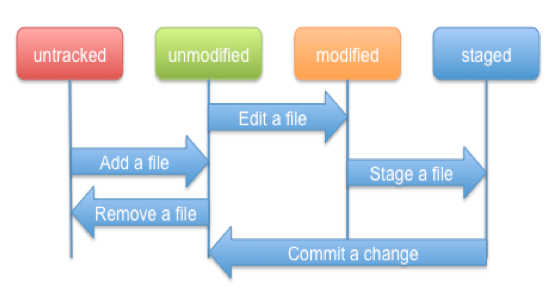 untracked
unmodified
modified
staged
Edit a file
Add a file
Stage a file
Remove a file
Commit a change